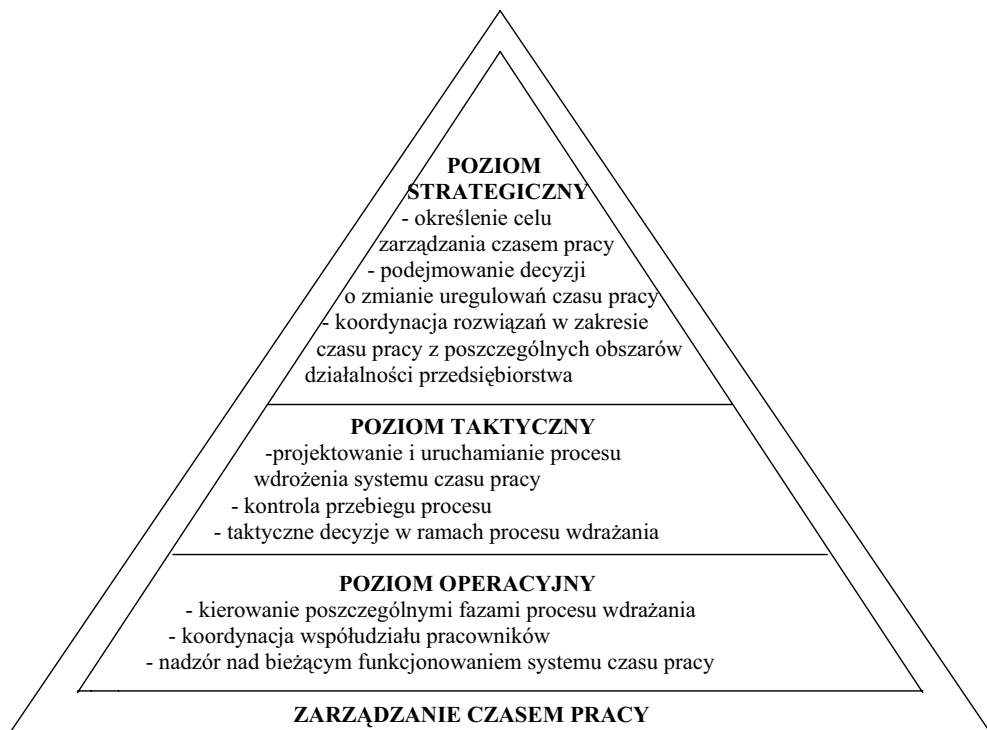 POZIOM
STRATEGICZNY
- określenie celu
zarządzania czasem pracy
- podejmowanie decyzji
o zmianie uregulowań czasu pracy
- koordynacja rozwiązań w zakresie
czasu pracy z poszczególnych obszarów
działalności przedsiębiorstwa
POZIOM TAKTYCZNY
-projektowanie i uruchamianie procesu
wdrożenia systemu czasu pracy
- kontrola przebiegu procesu
- taktyczne decyzje w ramach procesu wdrażania
POZIOM OPERACYJNY
- kierowanie poszczególnymi fazami procesu wdrażania
- koordynacja współudziału pracowników
- nadzór nad bieżącym funkcjonowaniem systemu czasu pracy
ZARZĄDZANIE CZASEM PRACY